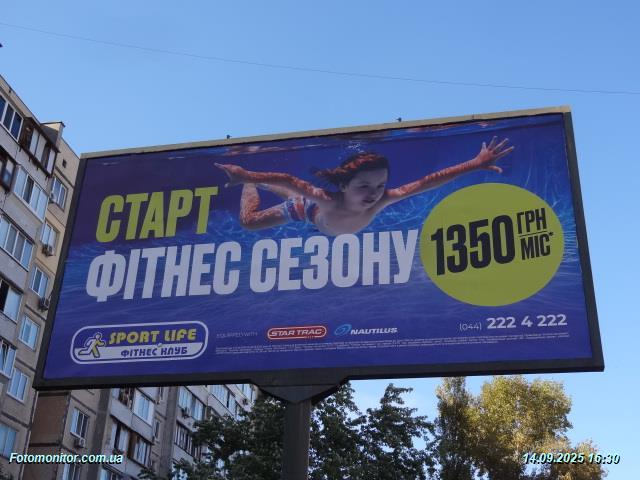 СТАРТ
ФІТНЕС СЕЗОНУ
1350 ГРН
МІС*
SPORT LIFE
ФІТНЕС КЛУБ
EQUIPPED WITH
STAR TRAC
NAUTILUS
(044) 222 4 222
Fotomonitor.com.ua
14.09.2025 16:30